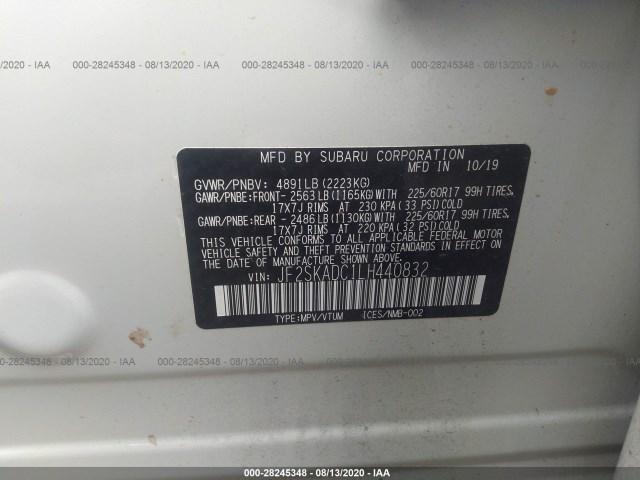 08/13/2020 - IAA
000-28245348 - 08/13/2020 - IAA
000-28245348 - 08/13/20
MFD BY SUBARU CORPORATION
MFD IN 10/19
GVWR/PNBV: 4891LB(2223KG)
GAWR/PNBE:FRONT- 2563LB(1165KG)WITH 225/60R17 99H TIRES,
17X7J RIMS AT 230 KPA(33 PSI)COLD
GAWR/PNBE:REAR - 2486LB(1130KG)WITH 225/60R17 99H TIRES,
17X7J RIMS AT 220 KPA(32 PSI)COLD
THIS VEHICLE CONFORMS TO ALL APPLICABLE FEDERAL MOTOR
VEHICLE SAFETY AND THEFT PREVENTION STANDARDS IN EFFECT
ON THE DATE OF MANUFACTURE SHOWN ABOVE.
VIN: JF2SKADC1LH440832
TYPE:MPV/VTUM ICES/NMB-002
000-28245348 - 08/13/2020 - IAA